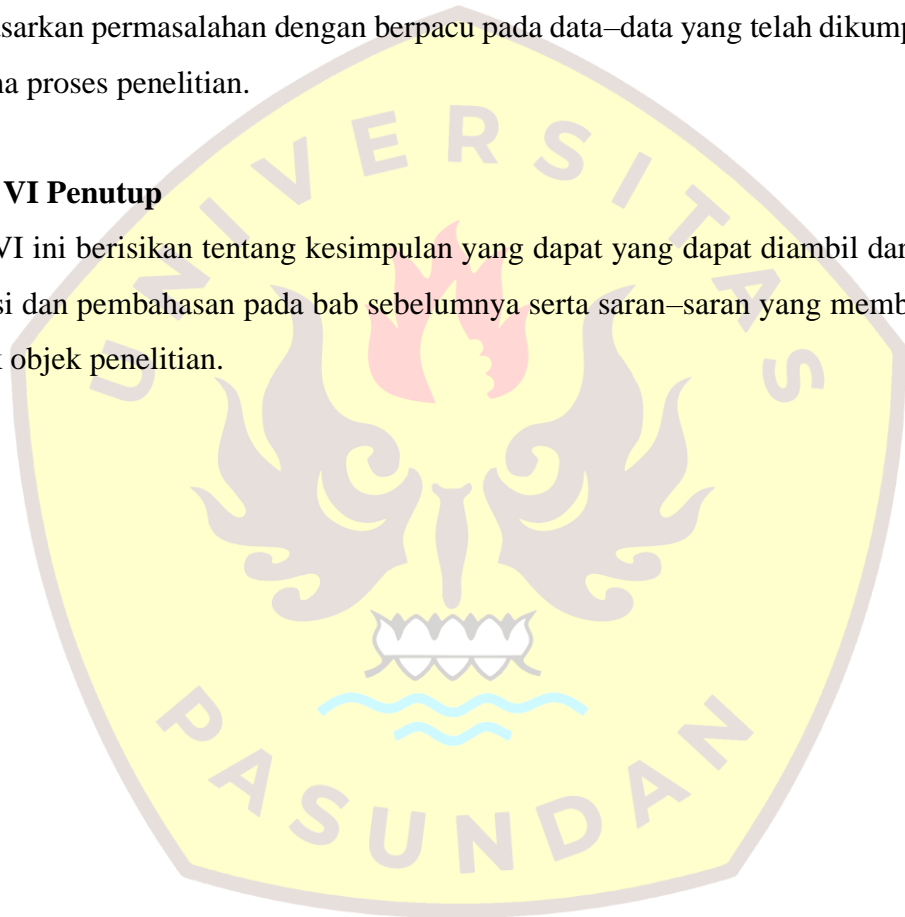 sarkan permasalahan dengan berpacu pada data–data yang telah dikump
na proses penelitian.
VI Penutup
VI ini berisikan tentang kesimpulan yang dapat yang dapat diambil dar
si dan pembahasan pada bab sebelumnya serta saran–saran yang memb
k objek penelitian.
UNIVERSITAS
PASUNDAN